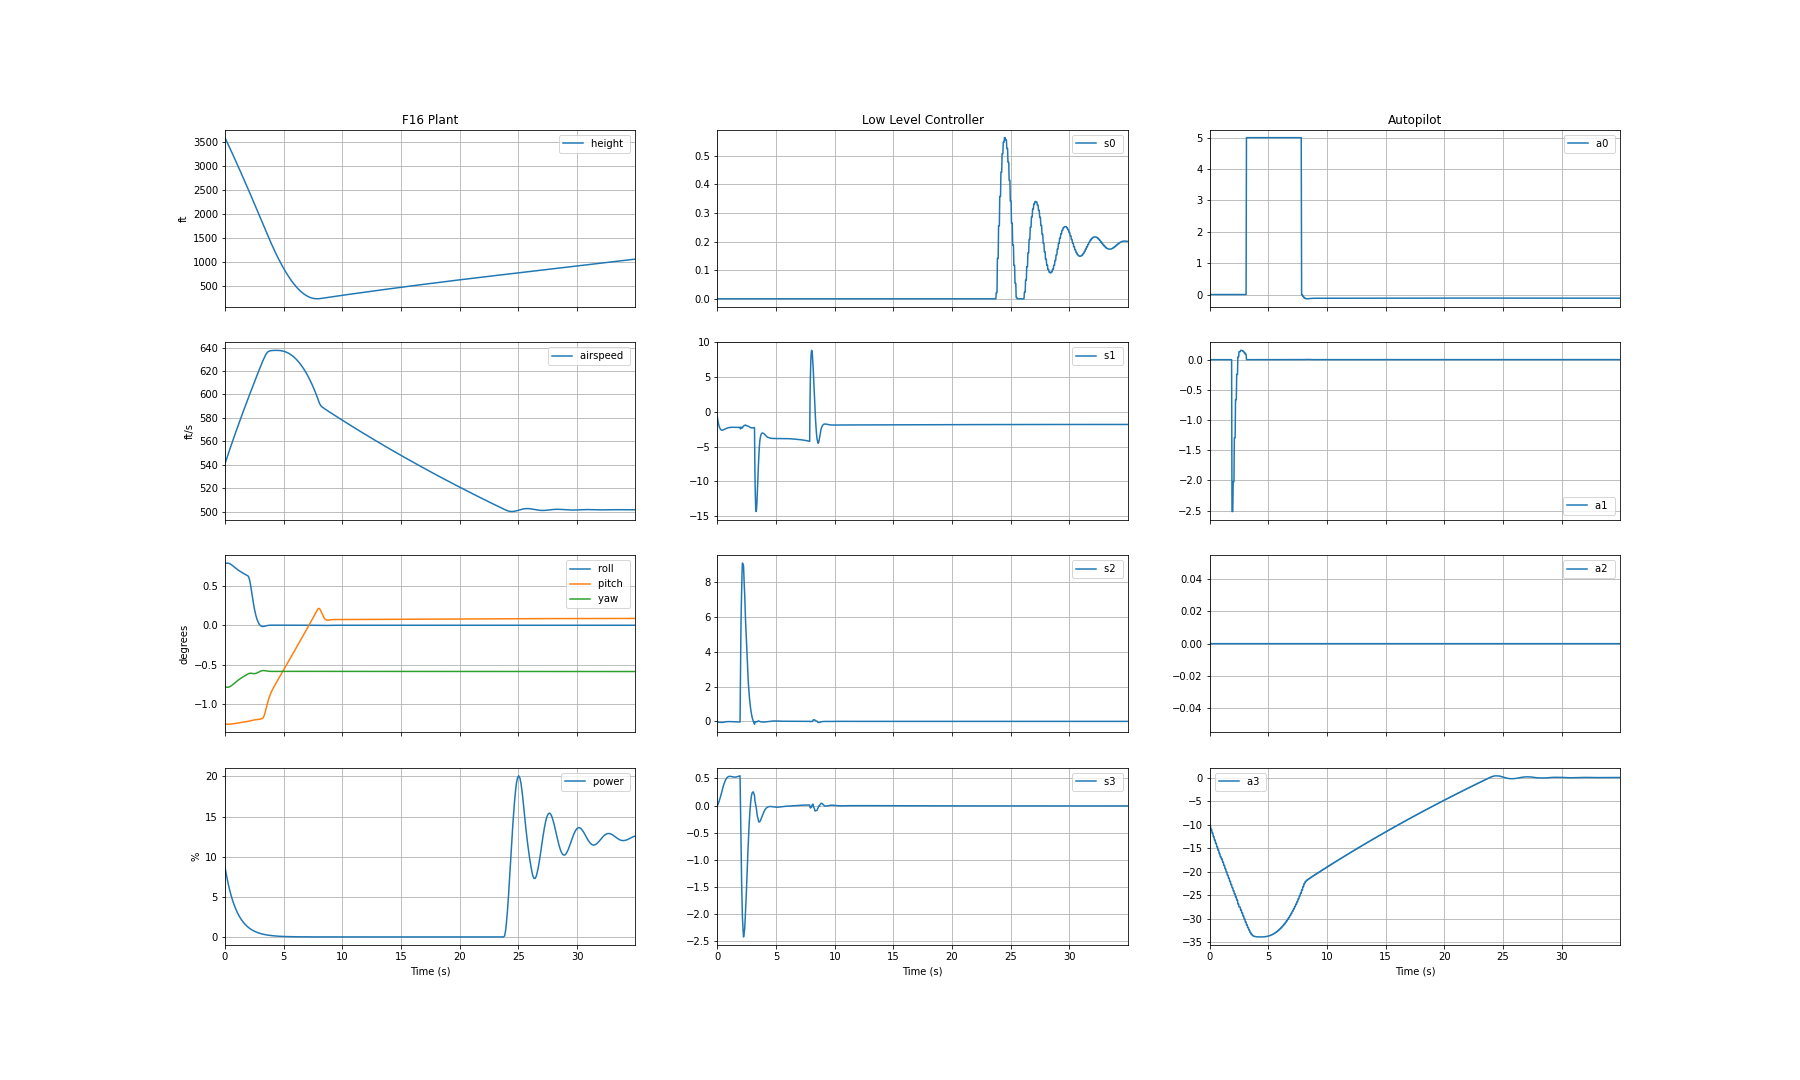 F16 Plant
Low Level Controller
Autopilot
3500
3000
2500
2000
1500
1000
500
ft
height
0.5
0.4
0.3
0.2
0.1
0.0
s0
5
4
3
2
1
0
a0
640
620
600
580
560
540
520
500
ft/s
airspeed
10
5
0
−5
−10
−15
s1
0.0
−0.5
−1.0
−1.5
−2.0
−2.5
a1
0.5
0.0
−0.5
−1.0
degrees
roll
pitch
yaw
8
6
4
2
0
s2
0.04
0.02
0.00
−0.02
−0.04
a2
20
15
10
5
0
%
power
0 5 10 15 20 25 30
Time (s)
0.5
0.0
−0.5
−1.0
−1.5
−2.0
−2.5
s3
0 5 10 15 20 25 30
Time (s)
0
−5
−10
−15
−20
−25
−30
−35
a3
0 5 10 15 20 25 30
Time (s)